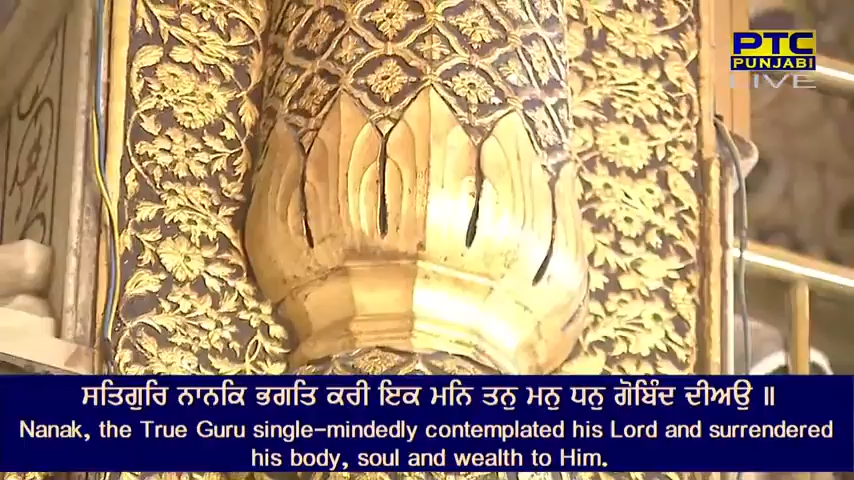 PTC
PUNJABI
LIVE
ਸਤਿਗੁਰਿ ਨਾਨਕਿ ਭਗਤਿ ਕਰੀ ਇਕ ਮਨਿ ਤਨੁ ਮਨੁ ਧਨੁ ਗੋਬਿੰਦ ਦੀਅਉ ॥
Nanak, the True Guru single-mindedly contemplated his Lord and surrendered
his body, soul and wealth to Him.